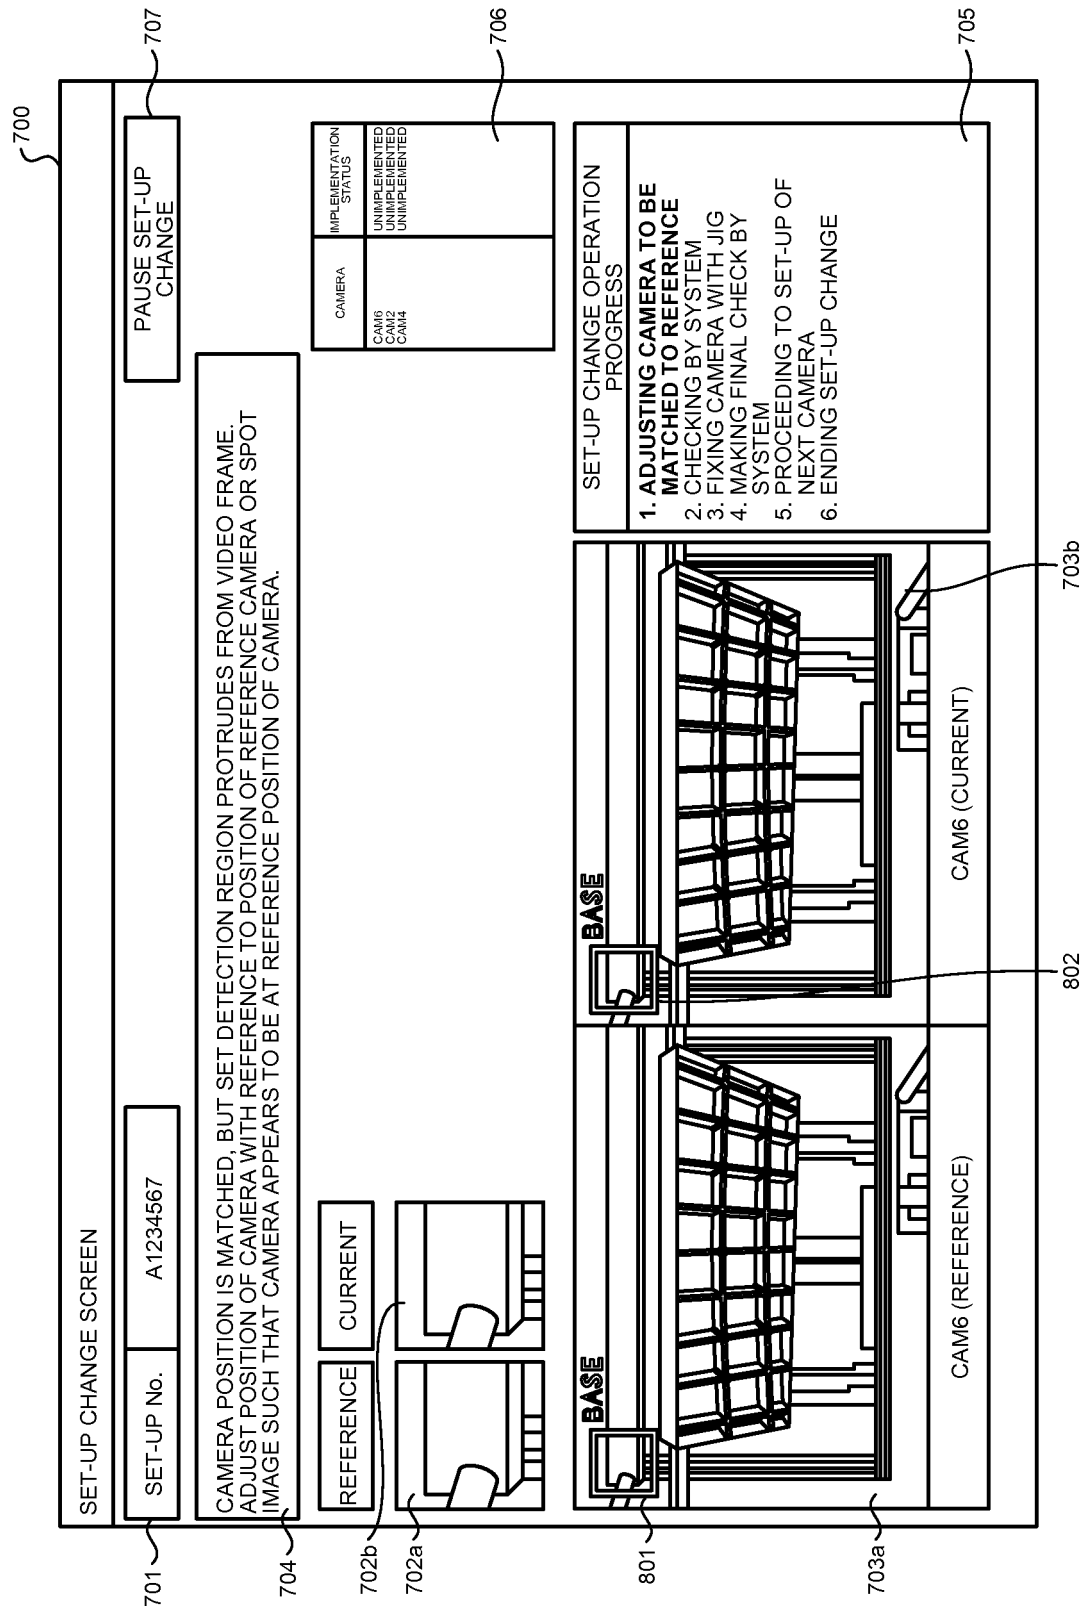 700
SET-UP CHANGE SCREEN
701
SET-UP No.
A1234567
PAUSE SET-UP
CHANGE
707
704
CAMERA POSITION IS MATCHED, BUT SET DETECTION REGION PROTRUDES FROM VIDEO FRAME.
ADJUST POSITION OF CAMERA WITH REFERENCE TO POSITION OF REFERENCE CAMERA OR SPOT
IMAGE SUCH THAT CAMERA APPEARS TO BE AT REFERENCE POSITION OF CAMERA.
702b
702a
REFERENCE
CURRENT
CAMERA
IMPLEMENTATION
STATUS
CAM6
UNIMPLEMENTED
CAM2
UNIMPLEMENTED
CAM4
UNIMPLEMENTED
706
801
BASE
BASE
703a
CAM6 (REFERENCE)
CAM6 (CURRENT)
802
703b
SET-UP CHANGE OPERATION
PROGRESS
1. ADJUSTING CAMERA TO BE
MATCHED TO REFERENCE
2. CHECKING BY SYSTEM
3. FIXING CAMERA WITH JIG
4. MAKING FINAL CHECK BY
SYSTEM
5. PROCEEDING TO SET-UP OF
NEXT CAMERA
6. ENDING SET-UP CHANGE
705